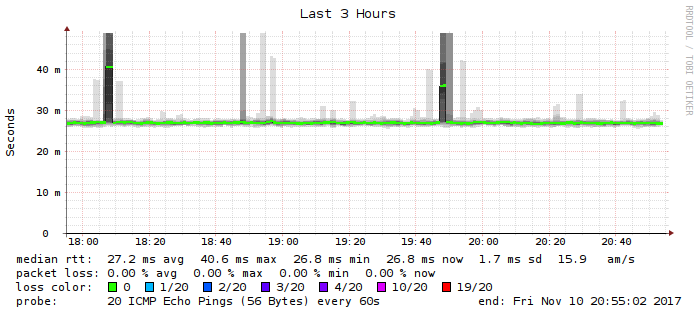 Last 3 Hours
RRDTOOL / TOBI OETIKER
Seconds
40 m
30 m
20 m
10 m
0
18:00 18:20 18:40 19:00 19:20 19:40 20:00 20:20 20:40
median rtt: 27.2 ms avg 40.6 ms max 26.8 ms min 26.8 ms now 1.7 ms sd 15.9 am/s
packet loss: 0.00 % avg 0.00 % max 0.00 % min 0.00 % now
loss color: 0 1/20 2/20 3/20 4/20 10/20 19/20
probe: 20 ICMP Echo Pings (56 Bytes) every 60s end: Fri Nov 10 20:55:02 2017